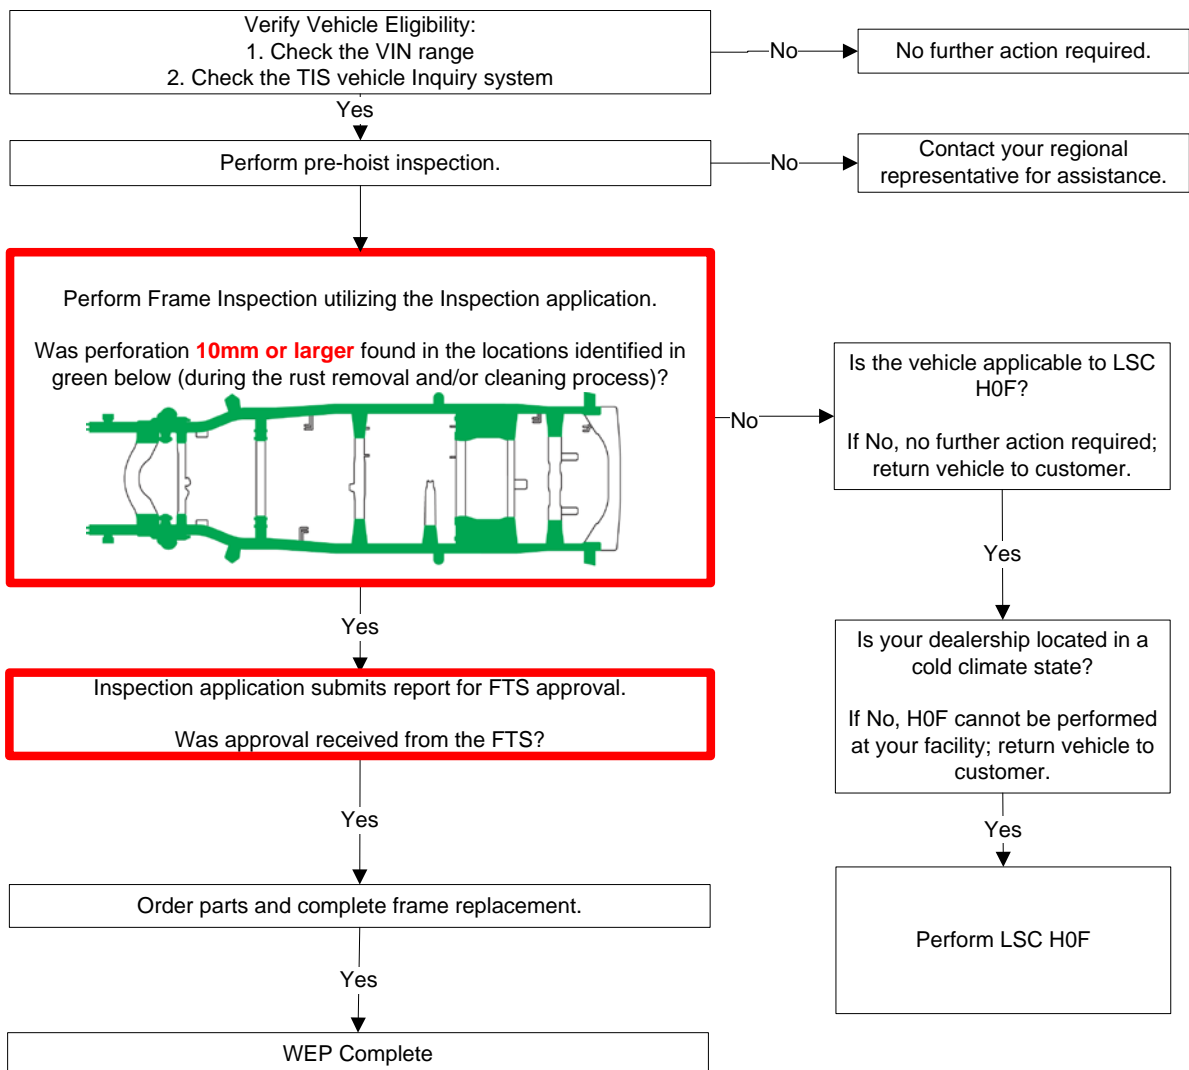 Verify Vehicle Eligibility:
1. Check the VIN range
2. Check the TIS vehicle Inquiry system
No
No further action required.
Yes
Perform pre-hoist inspection.
No
Contact your regional
representative for assistance.
Perform Frame Inspection utilizing the Inspection application.
Was perforation 10mm or larger found in the locations identified in
green below (during the rust removal and/or cleaning process)?
No
Is the vehicle applicable to LSC
H0F?
If No, no further action required;
return vehicle to customer.
Yes
Yes
Inspection application submits report for FTS approval.
Was approval received from the FTS?
Is your dealership located in a
cold climate state?
If No, H0F cannot be performed
at your facility; return vehicle to
customer.
Yes
Yes
Order parts and complete frame replacement.
Perform LSC H0F
Yes
WEP Complete